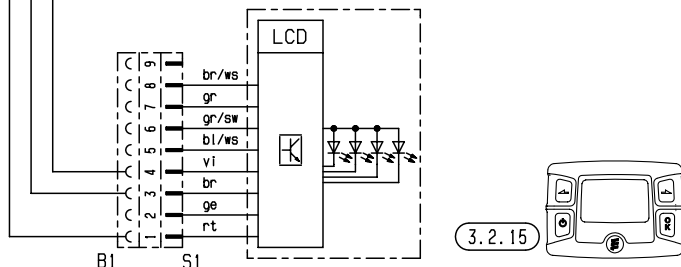 LCD
9
8 br/ws
7 gr
6 gr/sw
5 bl/ws
4 vi
3 br
2 ge
1 rt
B1 S1
3.2.15
OK